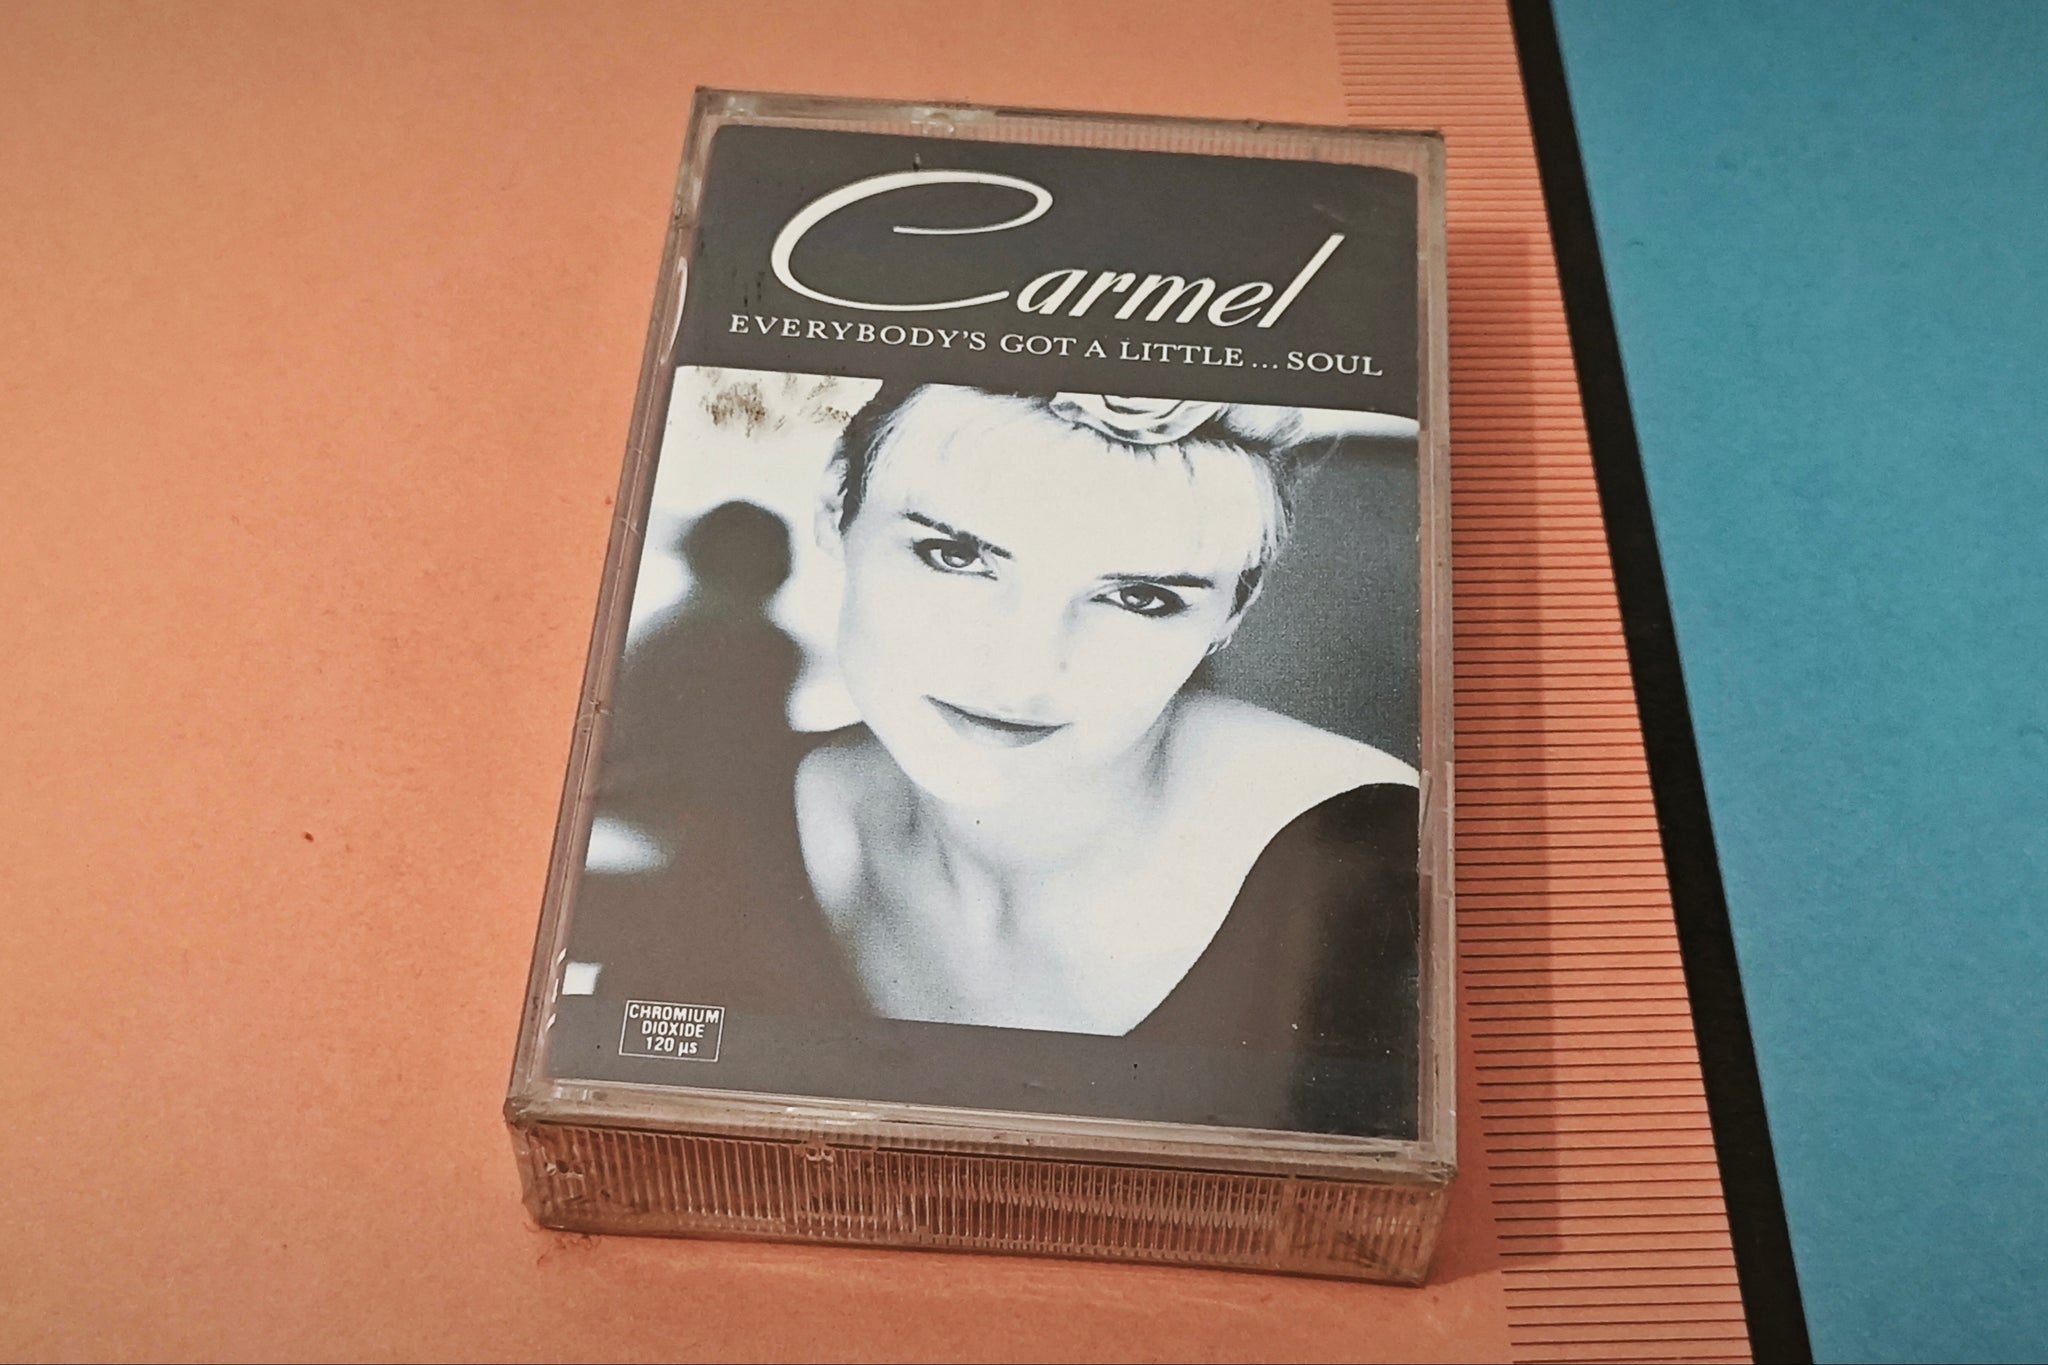 Carmel
EVERYBODY'S GOT A LITTLE... SOUL
CHROMIUM
DIOXIDE
120 µs